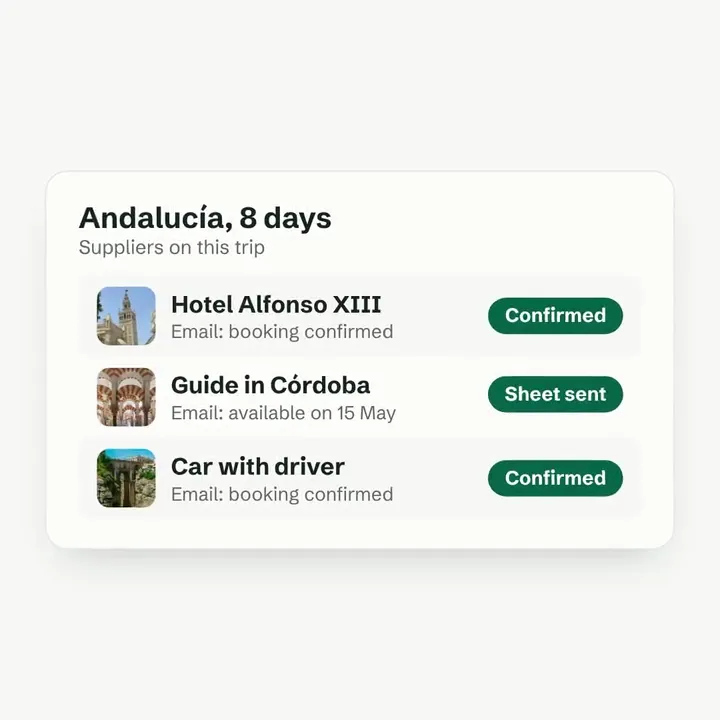 Andalucía, 8 days
Suppliers on this trip
Hotel Alfonso XIII
Email: booking confirmed
Confirmed
Guide in Córdoba
Email: available on 15 May
Sheet sent
Car with driver
Email: booking confirmed
Confirmed